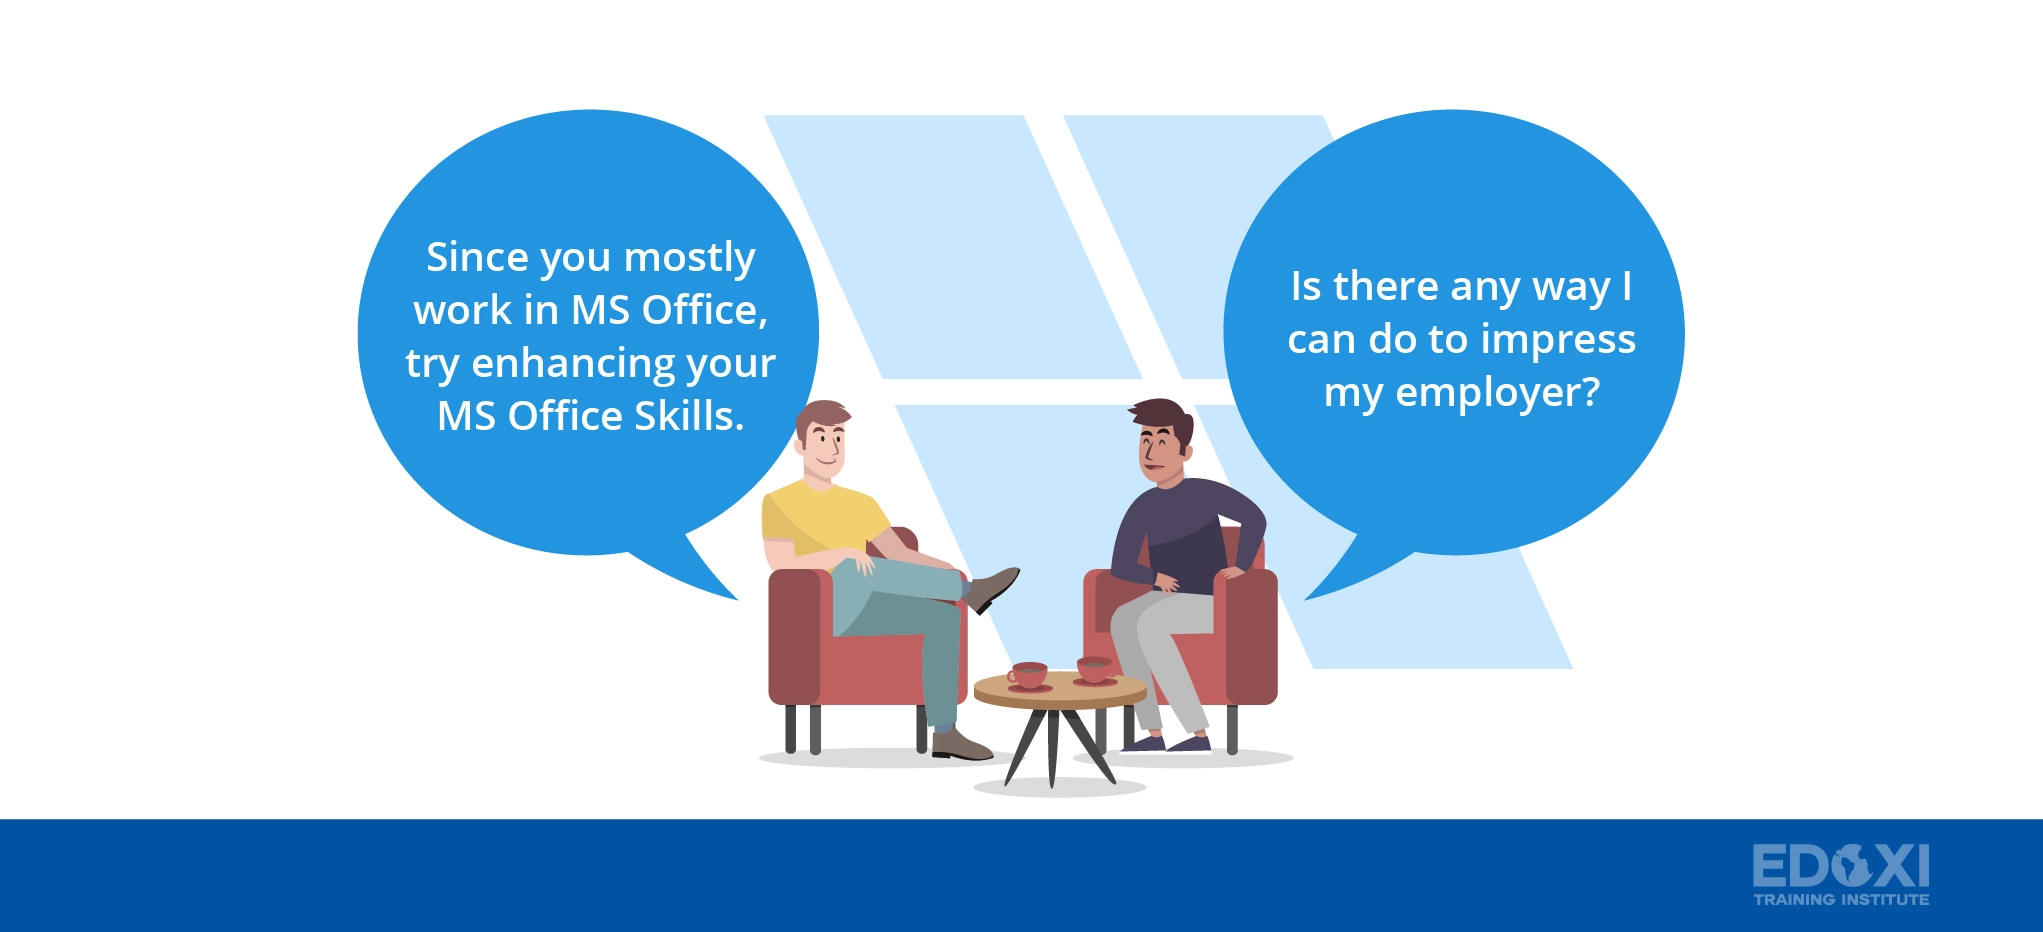 Since you mostly
work in MS Office,
try enhancing your
MS Office Skills.
Is there any way I
can do to impress
my employer?
EDOXI
TRAINING INSTITUTE